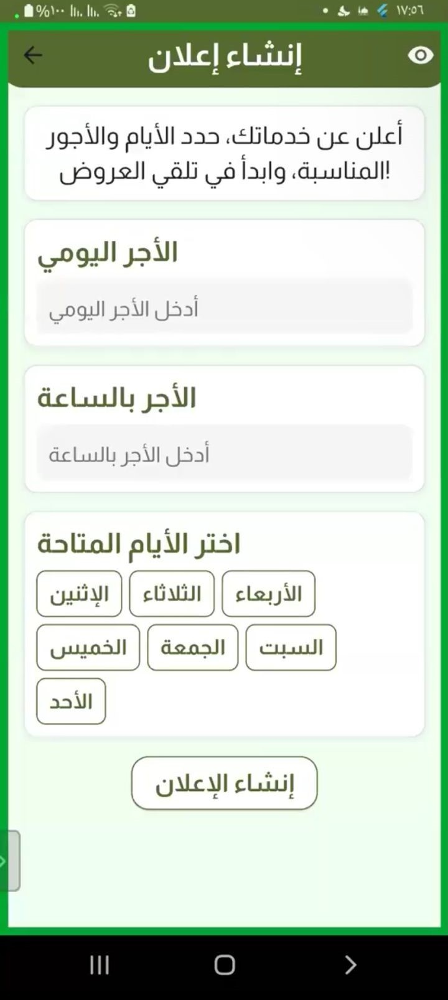 %١٠٠ ١٧:٥٦
إنشاء إعلان
أعلن عن خدماتك، حدد الأيام والأجور
المناسبة، وابدأ في تلقي العروض!
الأجر اليومي
أدخل الأجر اليومي
الأجر بالساعة
أدخل الأجر بالساعة
اختر الأيام المتاحة
الإثنين الثلاثاء الأربعاء
الخميس الجمعة السبت
الأحد
إنشاء الإعلان